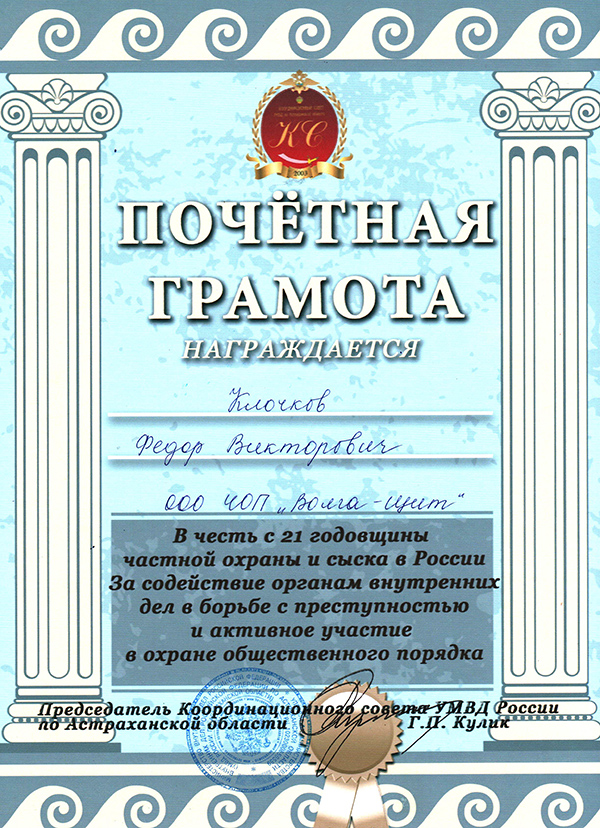 КС
2003
ПОЧЁТНАЯ
ГРАМОТА
НАГРАЖДАЕТСЯ
Клочков
Федор Викторович
ООО ЧОП „Волга-щит"
В честь с 21 годовщины
частной охраны и сыска в России
За содействие органам внутренних
дел в борьбе с преступностью
и активное участие
в охране общественного порядка
Председатель Координационного совета УМВД России
по Астраханской области Г.П. Кулик